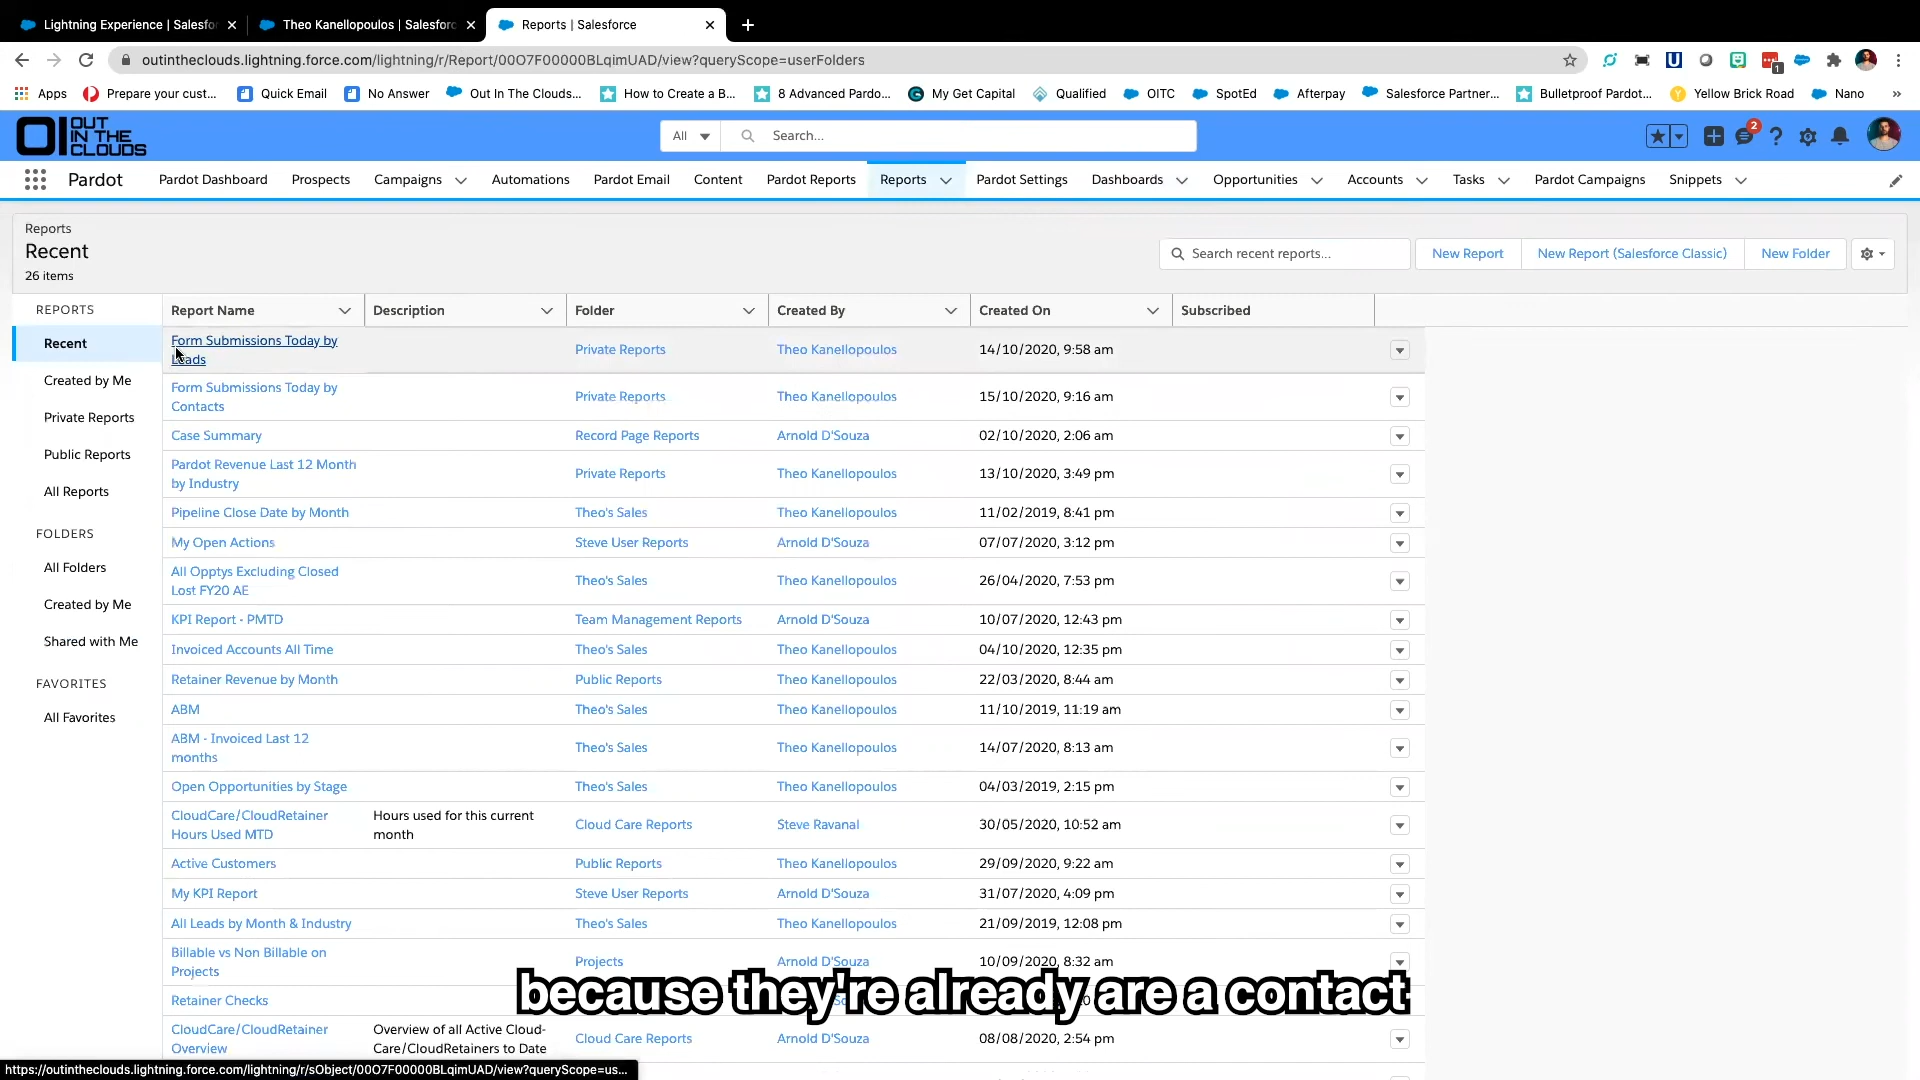 Lightning Experience | Salesfo
Theo Kanellopoulos | Salesforc
Reports | Salesforce
outintheclouds.lightning.force.com/lightning/r/Report/00O7F00000BLqimUAD/view?queryScope=userFolders
1
Apps
Prepare your cust...
Quick Email
No Answer
Out In The Clouds...
How to Create a B...
8 Advanced Pardo...
My Get Capital
Qualified
OITC
SpotEd
Afterpay
Salesforce Partner...
Bulletproof Pardot...
Yellow Brick Road
Nano
»
OI OUT
IN THE
CLOUDS
All
Search...
2
Pardot
Pardot Dashboard
Prospects
Campaigns
Automations
Pardot Email
Content
Pardot Reports
Reports
Pardot Settings
Dashboards
Opportunities
Accounts
Tasks
Pardot Campaigns
Snippets
Reports
Recent
26 items
Search recent reports...
New Report
New Report (Salesforce Classic)
New Folder
REPORTS
Recent
Created by Me
Private Reports
Public Reports
All Reports
FOLDERS
All Folders
Created by Me
Shared with Me
FAVORITES
All Favorites
Report Name
Description
Folder
Created By
Created On
Subscribed
Form Submissions Today by
Leads
Private Reports
Theo Kanellopoulos
14/10/2020, 9:58 am
Form Submissions Today by
Contacts
Private Reports
Theo Kanellopoulos
15/10/2020, 9:16 am
Case Summary
Record Page Reports
Arnold D'Souza
02/10/2020, 2:06 am
Pardot Revenue Last 12 Month
by Industry
Private Reports
Theo Kanellopoulos
13/10/2020, 3:49 pm
Pipeline Close Date by Month
Theo's Sales
Theo Kanellopoulos
11/02/2019, 8:41 pm
My Open Actions
Steve User Reports
Arnold D'Souza
07/07/2020, 3:12 pm
All Opptys Excluding Closed
Lost FY20 AE
Theo's Sales
Theo Kanellopoulos
26/04/2020, 7:53 pm
KPI Report - PMTD
Team Management Reports
Arnold D'Souza
10/07/2020, 12:43 pm
Invoiced Accounts All Time
Theo's Sales
Theo Kanellopoulos
04/10/2020, 12:35 pm
Retainer Revenue by Month
Public Reports
Theo Kanellopoulos
22/03/2020, 8:44 am
ABM
Theo's Sales
Theo Kanellopoulos
11/10/2019, 11:19 am
ABM - Invoiced Last 12
months
Theo's Sales
Theo Kanellopoulos
14/07/2020, 8:13 am
Open Opportunities by Stage
Theo's Sales
Theo Kanellopoulos
04/03/2019, 2:15 pm
CloudCare/CloudRetainer
Hours Used MTD
Hours used for this current
month
Cloud Care Reports
Steve Ravanal
30/05/2020, 10:52 am
Active Customers
Public Reports
Theo Kanellopoulos
29/09/2020, 9:22 am
My KPI Report
Steve User Reports
Arnold D'Souza
31/07/2020, 4:09 pm
All Leads by Month & Industry
Theo's Sales
Theo Kanellopoulos
21/09/2019, 12:08 pm
Billable vs Non Billable on
Projects
Projects
Arnold D'Souza
10/09/2020, 8:32 am
Retainer Checks
because they're already are a contact
CloudCare/CloudRetainer
Overview
Overview of all Active Cloud-
Care/CloudRetainers to Date
Cloud Care Reports
Arnold D'Souza
08/08/2020, 2:54 pm
https://outintheclouds.lightning.force.com/lightning/r/sObject/00O7F00000BLqimUAD/view?queryScope=us...